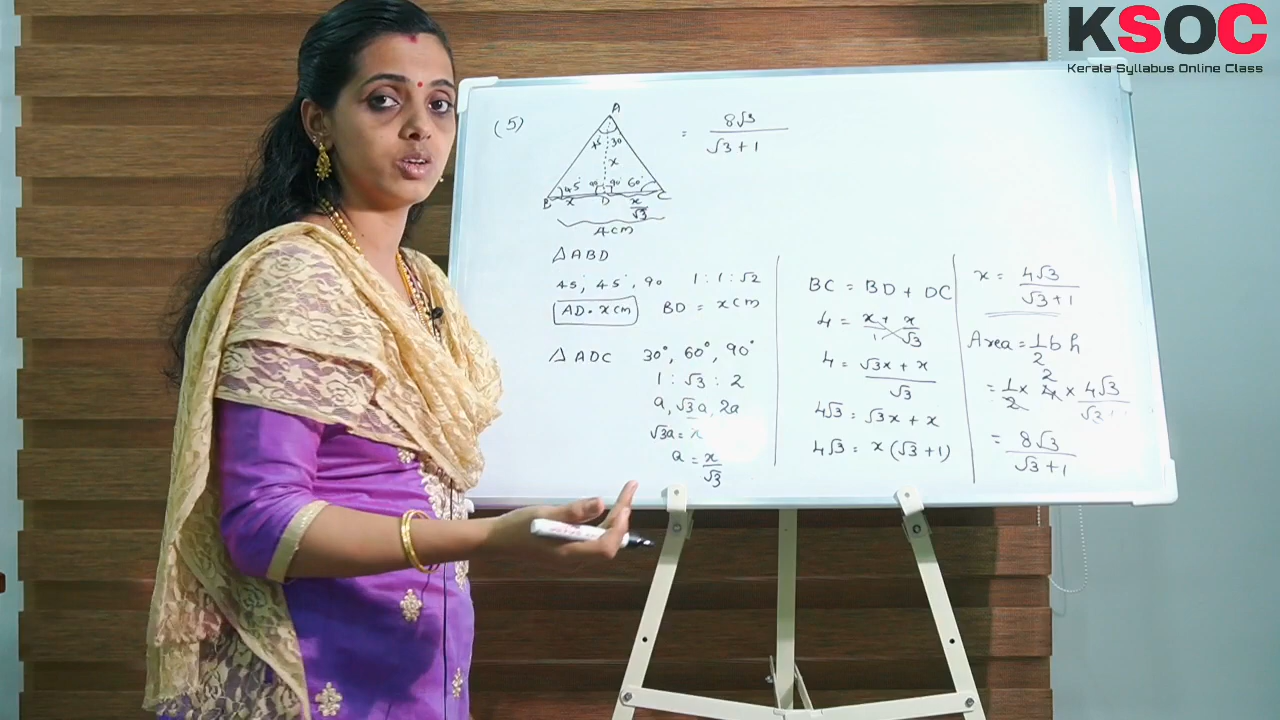 KSOC
Kerala Syllabus Online Class
(5)
A
45° 30
x
45° 90 90° 60°
B x D x/√3 C
4cm
= 8√3/(√3+1)
△ABD
45°, 45°, 90 1:1:√2
AD = x cm BD = x cm
△ADC 30°, 60°, 90°
1 : √3 : 2
a, √3a, 2a
√3a = x
a = x/√3
BC = BD + DC
4 = x/1 + x/√3
4 = (√3x + x)/√3
4√3 = √3x + x
4√3 = x(√3+1)
x = 4√3/(√3+1)
Area = 1/2 b h
2
= 1/2 × 4 × 4√3/(√3+1
= 8√3/(√3+1)